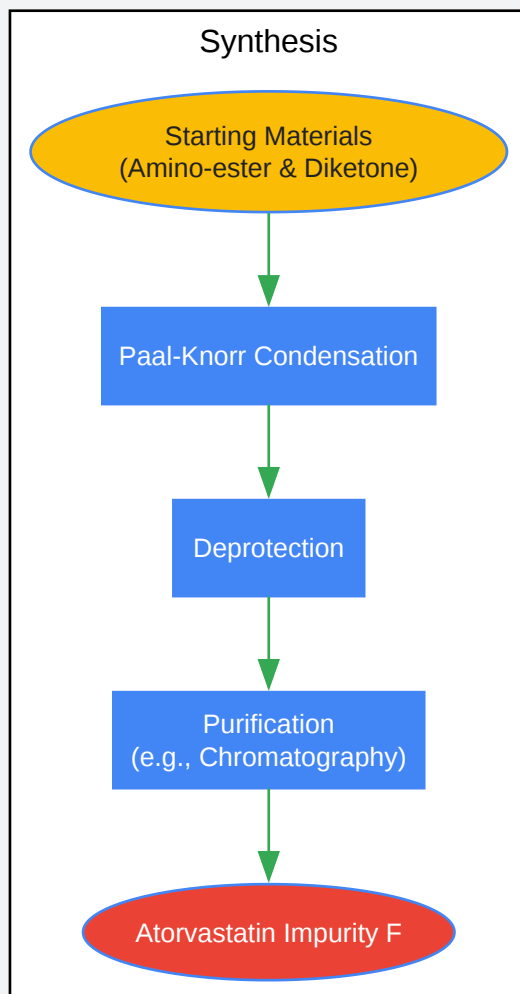 Synthesis
Starting Materials
(Amino-ester & Diketone)
Paal-Knorr Condensation
Deprotection
Purification
(e.g., Chromatography)
Atorvastatin Impurity F